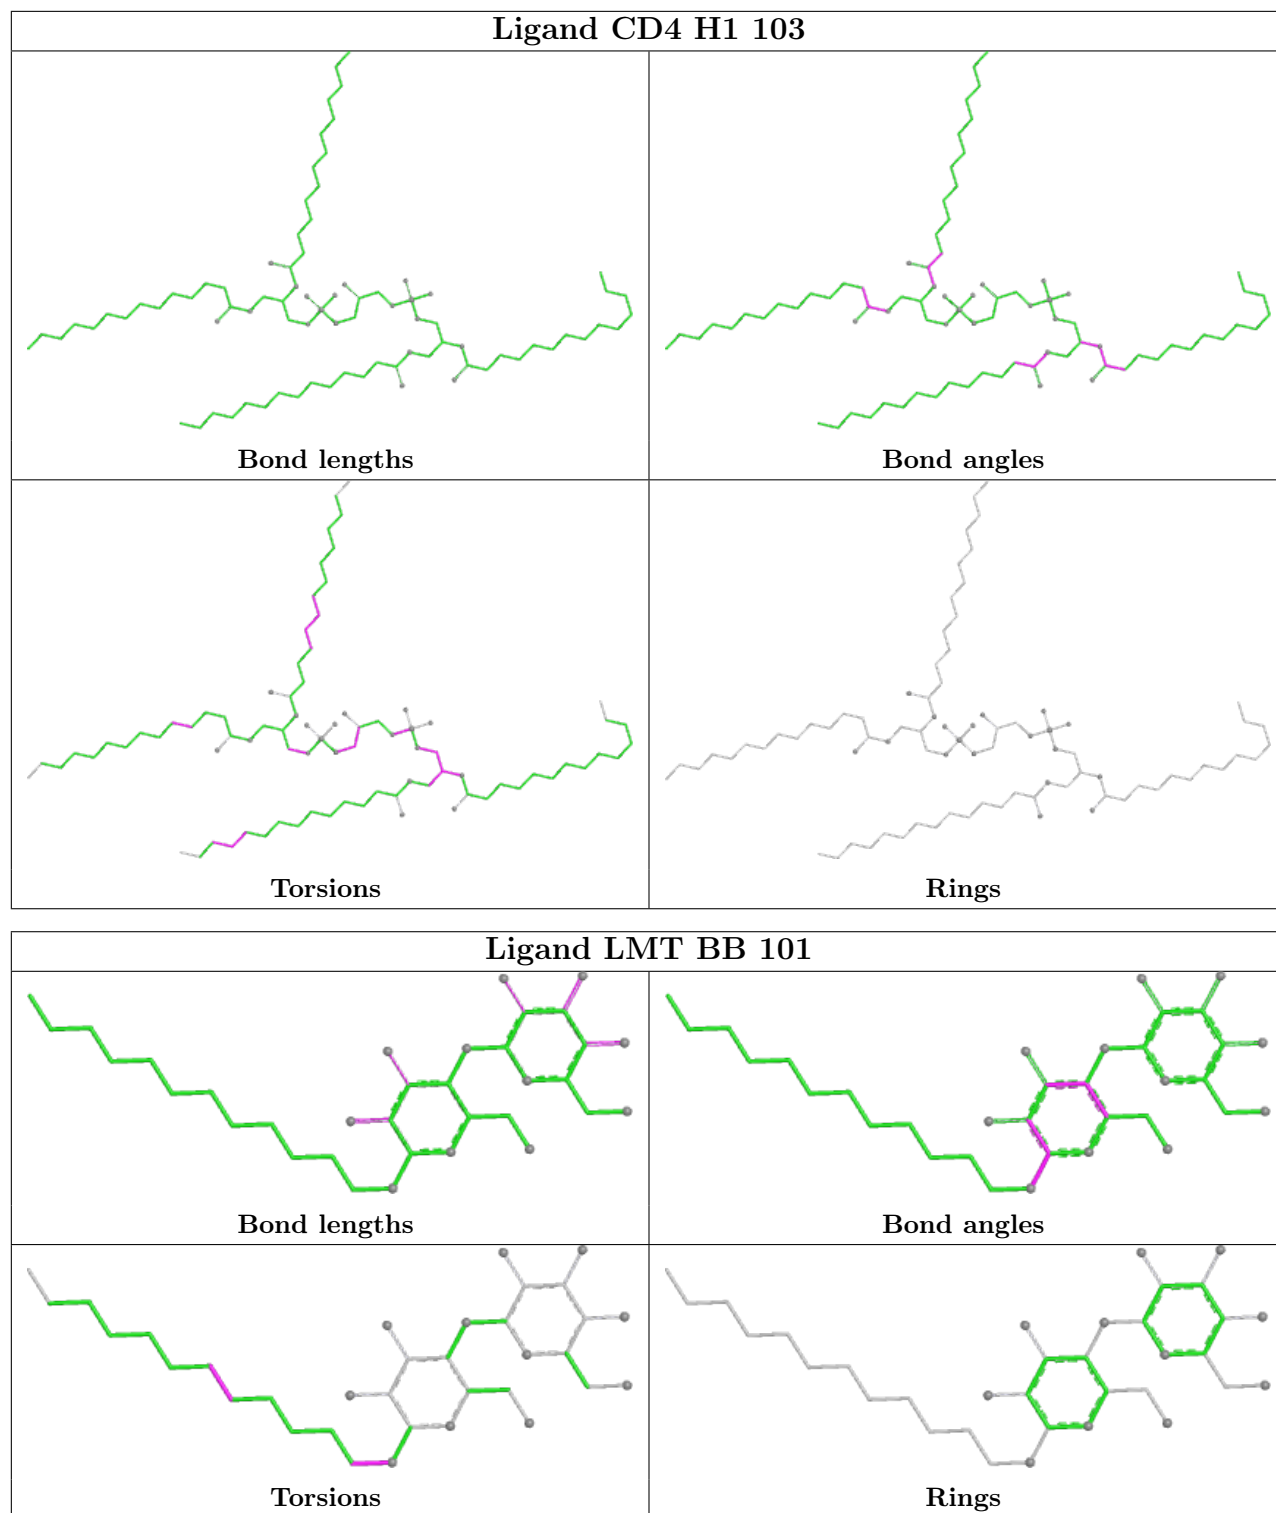 Ligand CD4 H1 103
Bond lengths
Bond angles
Torsions
Rings
Ligand LMT BB 101
Bond lengths
Bond angles
Torsions
Rings